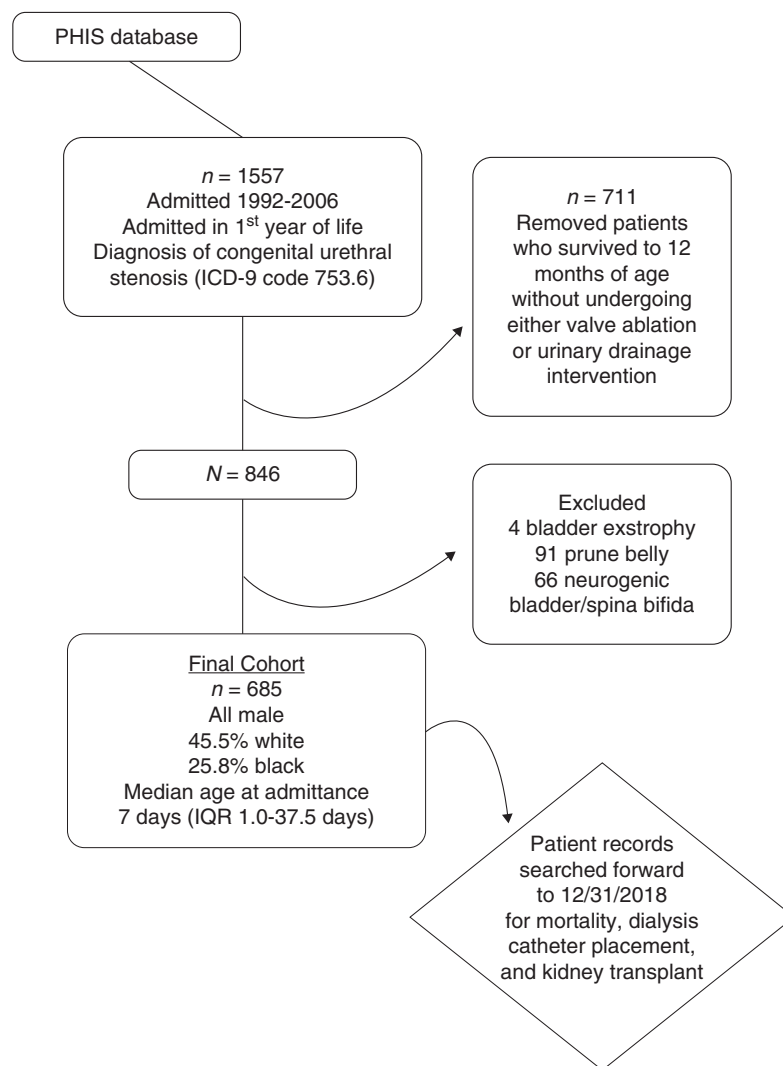 PHIS database
n = 1557
Admitted 1992-2006
Admitted in 1st year of life
Diagnosis of congenital urethral
stenosis (ICD-9 code 753.6)
n = 711
Removed patients
who survived to 12
months of age
without undergoing
either valve ablation
or urinary drainage
intervention
N = 846
Excluded
4 bladder exstrophy
91 prune belly
66 neurogenic
bladder/spina bifida
Final Cohort
n = 685
All male
45.5% white
25.8% black
Median age at admittance
7 days (IQR 1.0-37.5 days)
Patient records
searched forward
to 12/31/2018
for mortality, dialysis
catheter placement,
and kidney transplant